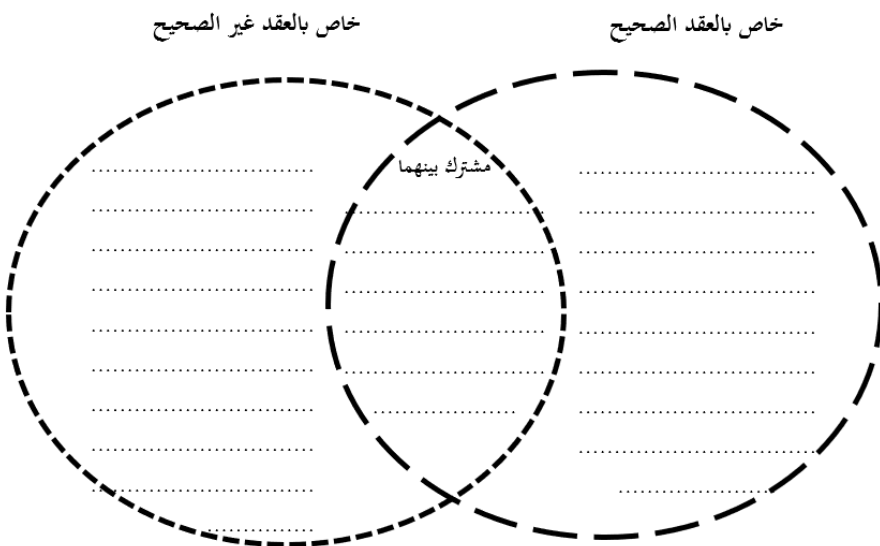 خاص بالعقد الصحيح
خاص بالعقد غير الصحيح
مشترك بينهما